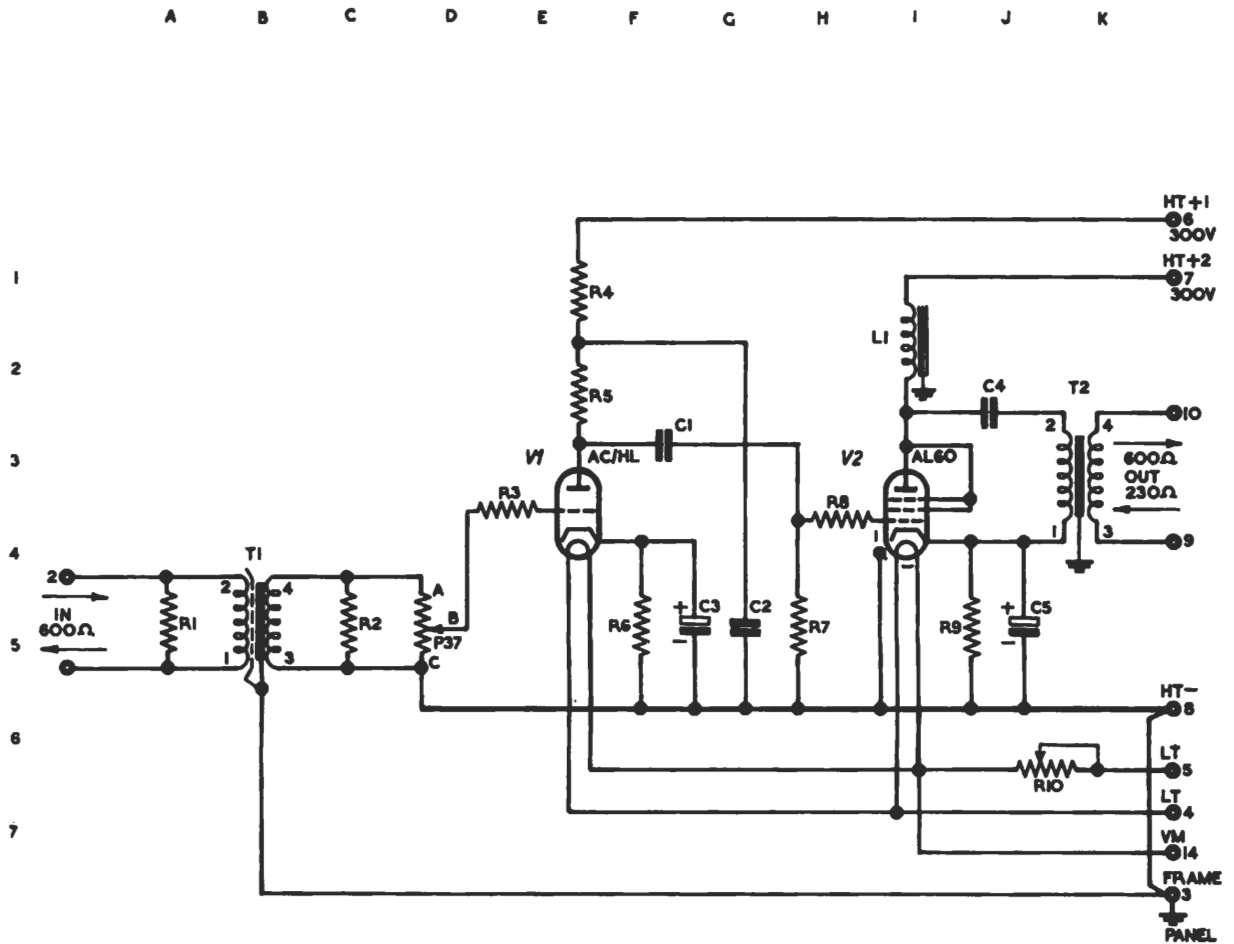 A B C D E F G H I J K
HT+1
6
300V
1
HT+2
7
300V
R4
L1
2
R5
C4
T2
C1
2
4
10
3
V1
AC/HL
V2
AL60
600Ω
OUT
230Ω
R3
R8
4
T1
1
1
3
9
2
2
4
A
IN
600Ω
R1
R2
B
P37
C
5
1
3
R6
+
C3
-
C2
R7
R9
+
C5
-
HT-
8
6
LT
5
R10
LT
4
7
VM
14
FRAME
3
PANEL